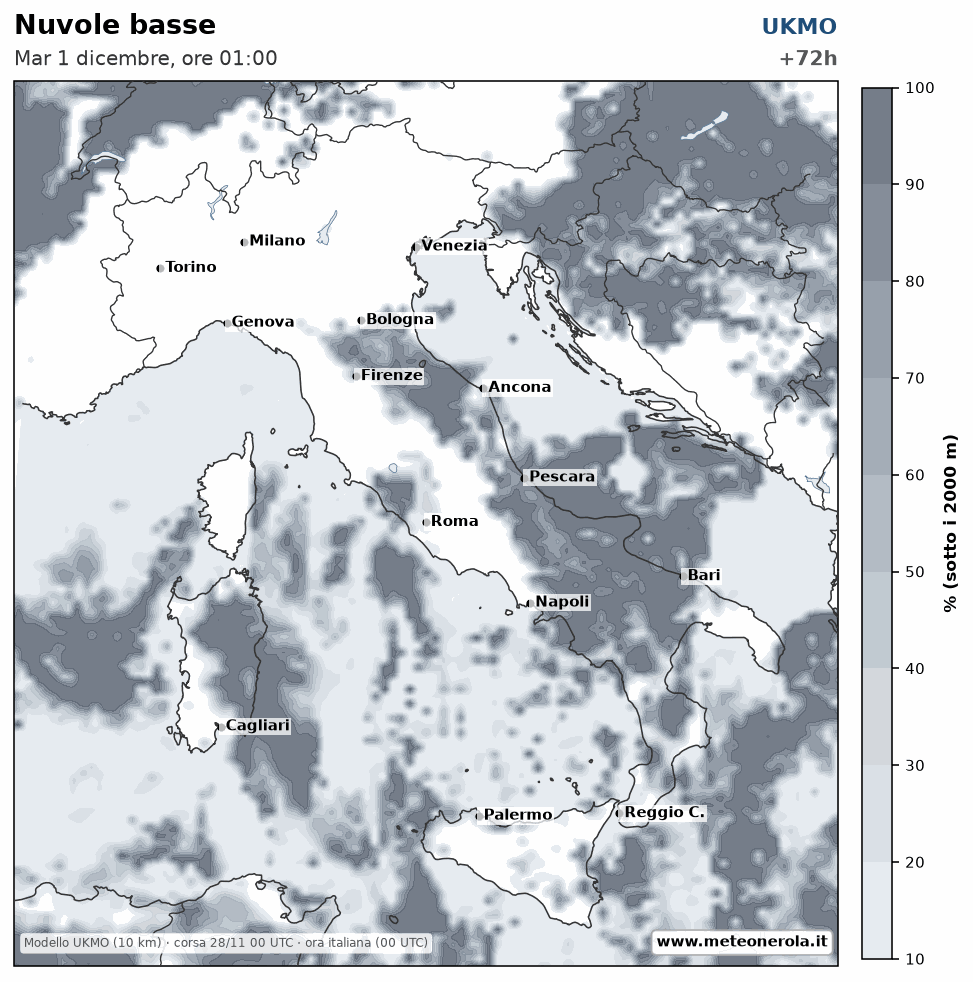 Nuvole basse
UKMO
Mar 1 dicembre, ore 01:00
+72h
Venezia
Milano
Torino
Bologna
Genova
Firenze
Ancona
Pescara
Roma
Bari
Napoli
Cagliari
Palermo
Reggio C.
Modello UKMO (10 km) · corsa 28/11 00 UTC · ora italiana (00 UTC)
www.meteonerola.it
100
90
80
70
60
50
40
30
20
10
% (sotto i 2000 m)